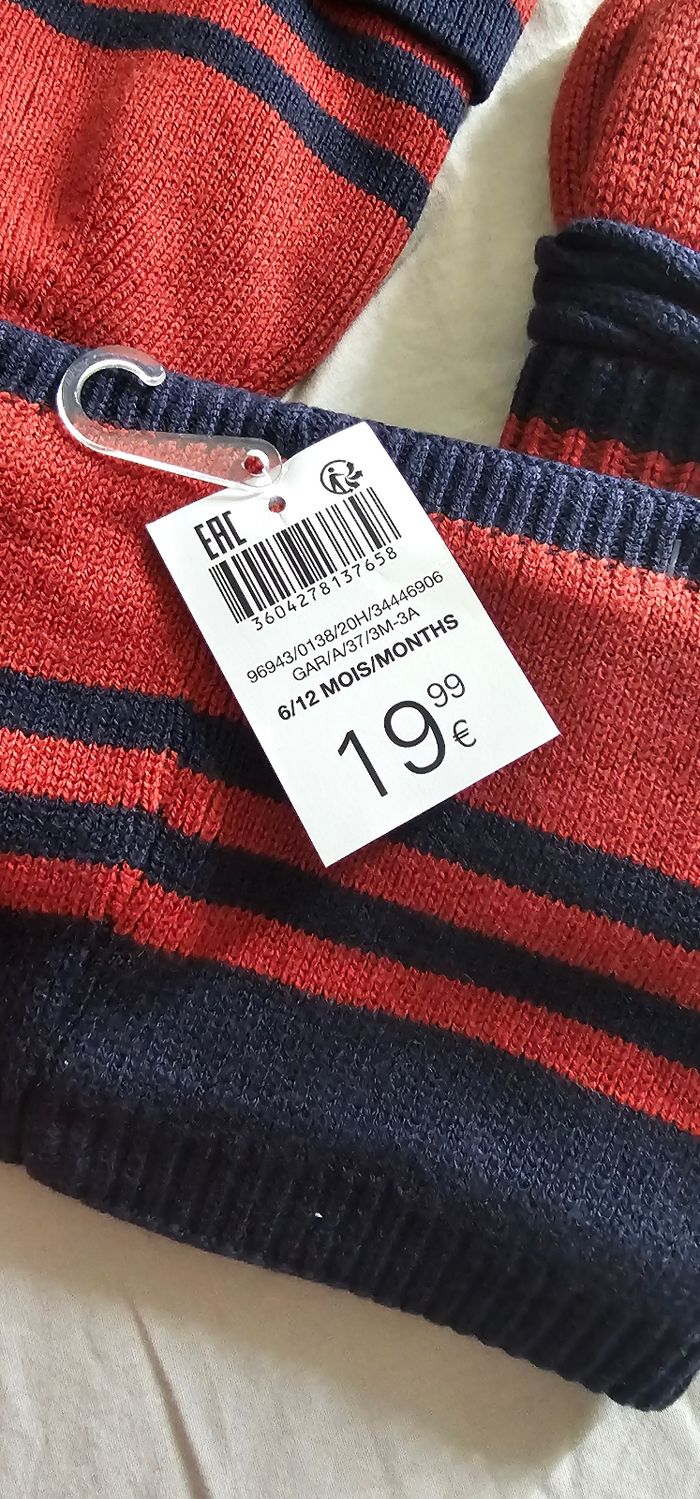 EAC
3604278137658
96943/0138/20H/34446906
GAR/A/37/3M-3A
6/12 MOIS/MONTHS
19 99 €